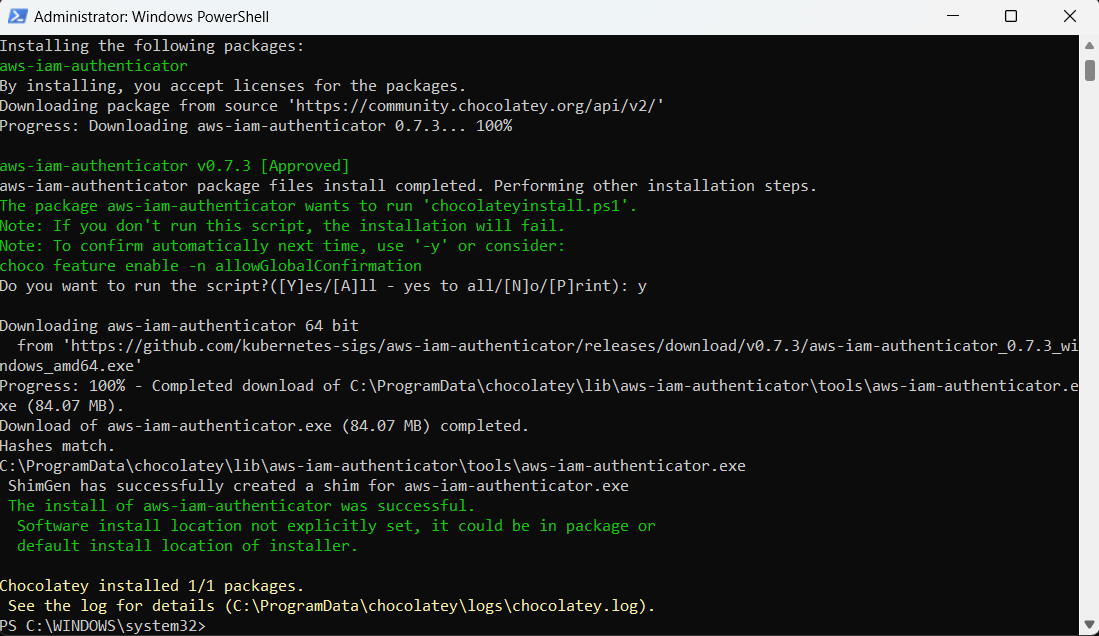 Administrator: Windows PowerShell
Installing the following packages:
aws-iam-authenticator
By installing, you accept licenses for the packages.
Downloading package from source 'https://community.chocolatey.org/api/v2/'
Progress: Downloading aws-iam-authenticator 0.7.3... 100%
aws-iam-authenticator v0.7.3 [Approved]
aws-iam-authenticator package files install completed. Performing other installation steps.
The package aws-iam-authenticator wants to run 'chocolateyinstall.ps1'.
Note: If you don't run this script, the installation will fail.
Note: To confirm automatically next time, use '-y' or consider:
choco feature enable -n allowGlobalConfirmation
Do you want to run the script?([Y]es/[A]ll - yes to all/[N]o/[P]rint): y
Downloading aws-iam-authenticator 64 bit
  from 'https://github.com/kubernetes-sigs/aws-iam-authenticator/releases/download/v0.7.3/aws-iam-authenticator_0.7.3_wi
ndows_amd64.exe'
Progress: 100% - Completed download of C:\ProgramData\chocolatey\lib\aws-iam-authenticator\tools\aws-iam-authenticator.e
xe (84.07 MB).
Download of aws-iam-authenticator.exe (84.07 MB) completed.
Hashes match.
C:\ProgramData\chocolatey\lib\aws-iam-authenticator\tools\aws-iam-authenticator.exe
 ShimGen has successfully created a shim for aws-iam-authenticator.exe
 The install of aws-iam-authenticator was successful.
  Software install location not explicitly set, it could be in package or
  default install location of installer.
Chocolatey installed 1/1 packages.
 See the log for details (C:\ProgramData\chocolatey\logs\chocolatey.log).
PS C:\WINDOWS\system32>